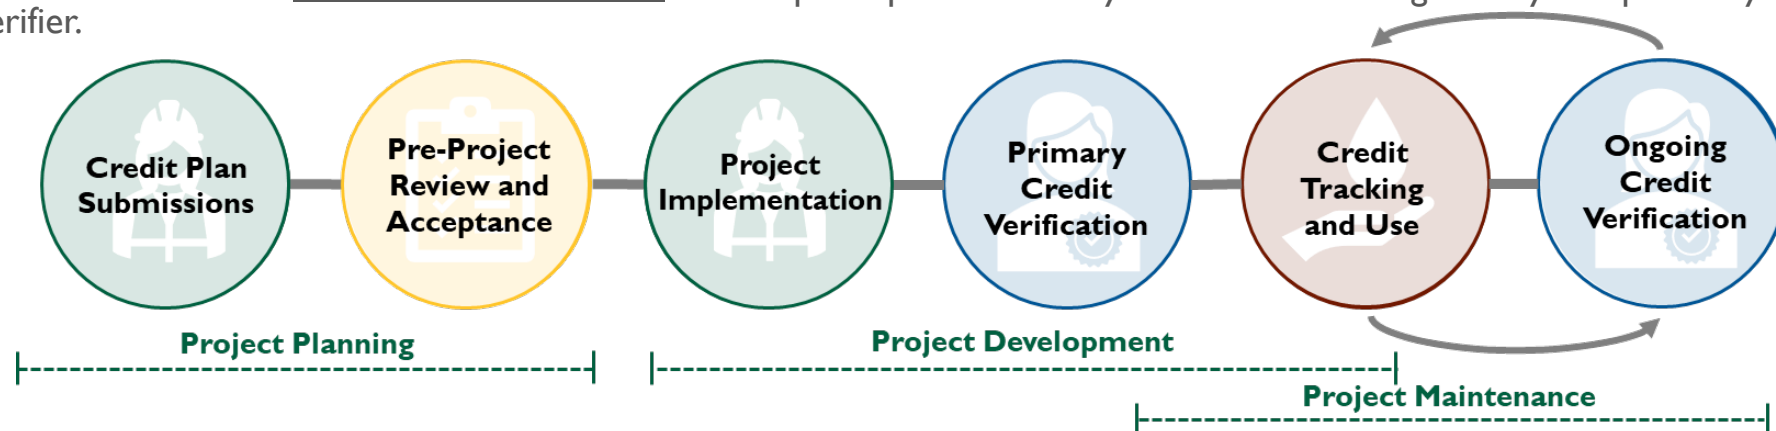 Credit Plan
Submissions
Pre-Project
Review and
Acceptance
Project
Implementation
Primary
Credit
Verification
Credit
Tracking
and Use
Ongoing
Credit
Verification
Project Planning
Project Development
Project Maintenance